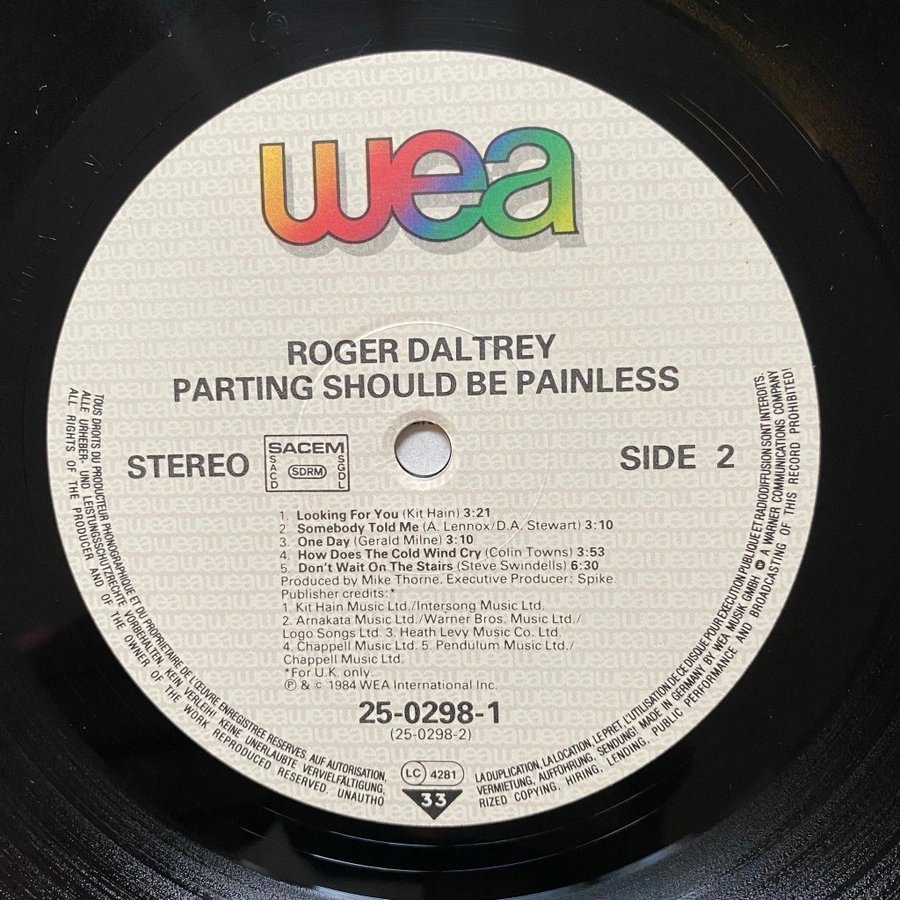 wea
ROGER DALTREY
PARTING SHOULD BE PAINLESS
STEREO
SACEM
SACD
SDRM
SGDL
SIDE 2
1. Looking For You (Kit Hain) 3:21
2. Somebody Told Me (A. Lennox/D.A. Stewart) 3:10
3. One Day (Gerald Milne) 3:10
4. How Does The Cold Wind Cry (Colin Towns) 3:53
5. Don't Wait On The Stairs (Steve Swindells) 6:30
Produced by Mike Thorne. Executive Producer: Spike.
Publisher credits:*
1. Kit Hain Music Ltd./Intersong Music Ltd.
2. Arnakata Music Ltd./Warner Bros. Music Ltd./
Logo Songs Ltd. 3. Heath Levy Music Co. Ltd.
4. Chappell Music Ltd. 5. Pendulum Music Ltd./
Chappell Music Ltd.
*For U.K. only.
℗ & © 1984 WEA International Inc.
25-0298-1
(25-0298-2)
LC 4281
33
TOUS DROITS DU PRODUCTEUR PHONOGRAPHIQUE ET DU PROPRIETAIRE DE L'ŒUVRE ENREGISTREE RESERVES, AUF AUTORISATION,
LA DUPLICATION, LA LOCATION, LE PRET, L'UTILISATION DE CE DISQUE POUR EXECUTION PUBLIQUE ET RADIODIFFUSION SONT INTERDITS.
ALLE URHEBER- UND LEISTUNGSSCHUTZRECHTE VORBEHALTEN. KEIN VERLEIH! KEINE UNERLAUBTE VERVIELFÄLTIGUNG,
VERMIETUNG, AUFFÜHRUNG, SENDUNG! MADE IN GERMANY BY WEA MUSIK GMBH A WARNER COMMUNICATIONS COMPANY
ALL RIGHTS OF THE PRODUCER AND OF THE OWNER OF THE WORK REPRODUCED RESERVED, UNAUTHO
RIZED COPYING, HIRING, LENDING, PUBLIC PERFORMANCE AND BROADCASTING OF THIS RECORD PROHIBITED!